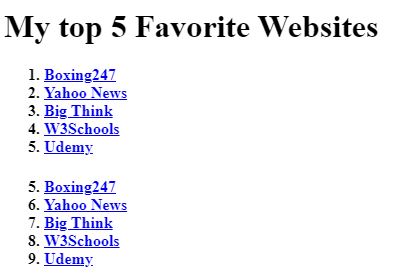 My top 5 Favorite Websites
1. Boxing247
2. Yahoo News
3. Big Think
4. W3Schools
5. Udemy
5. Boxing247
6. Yahoo News
7. Big Think
8. W3Schools
9. Udemy